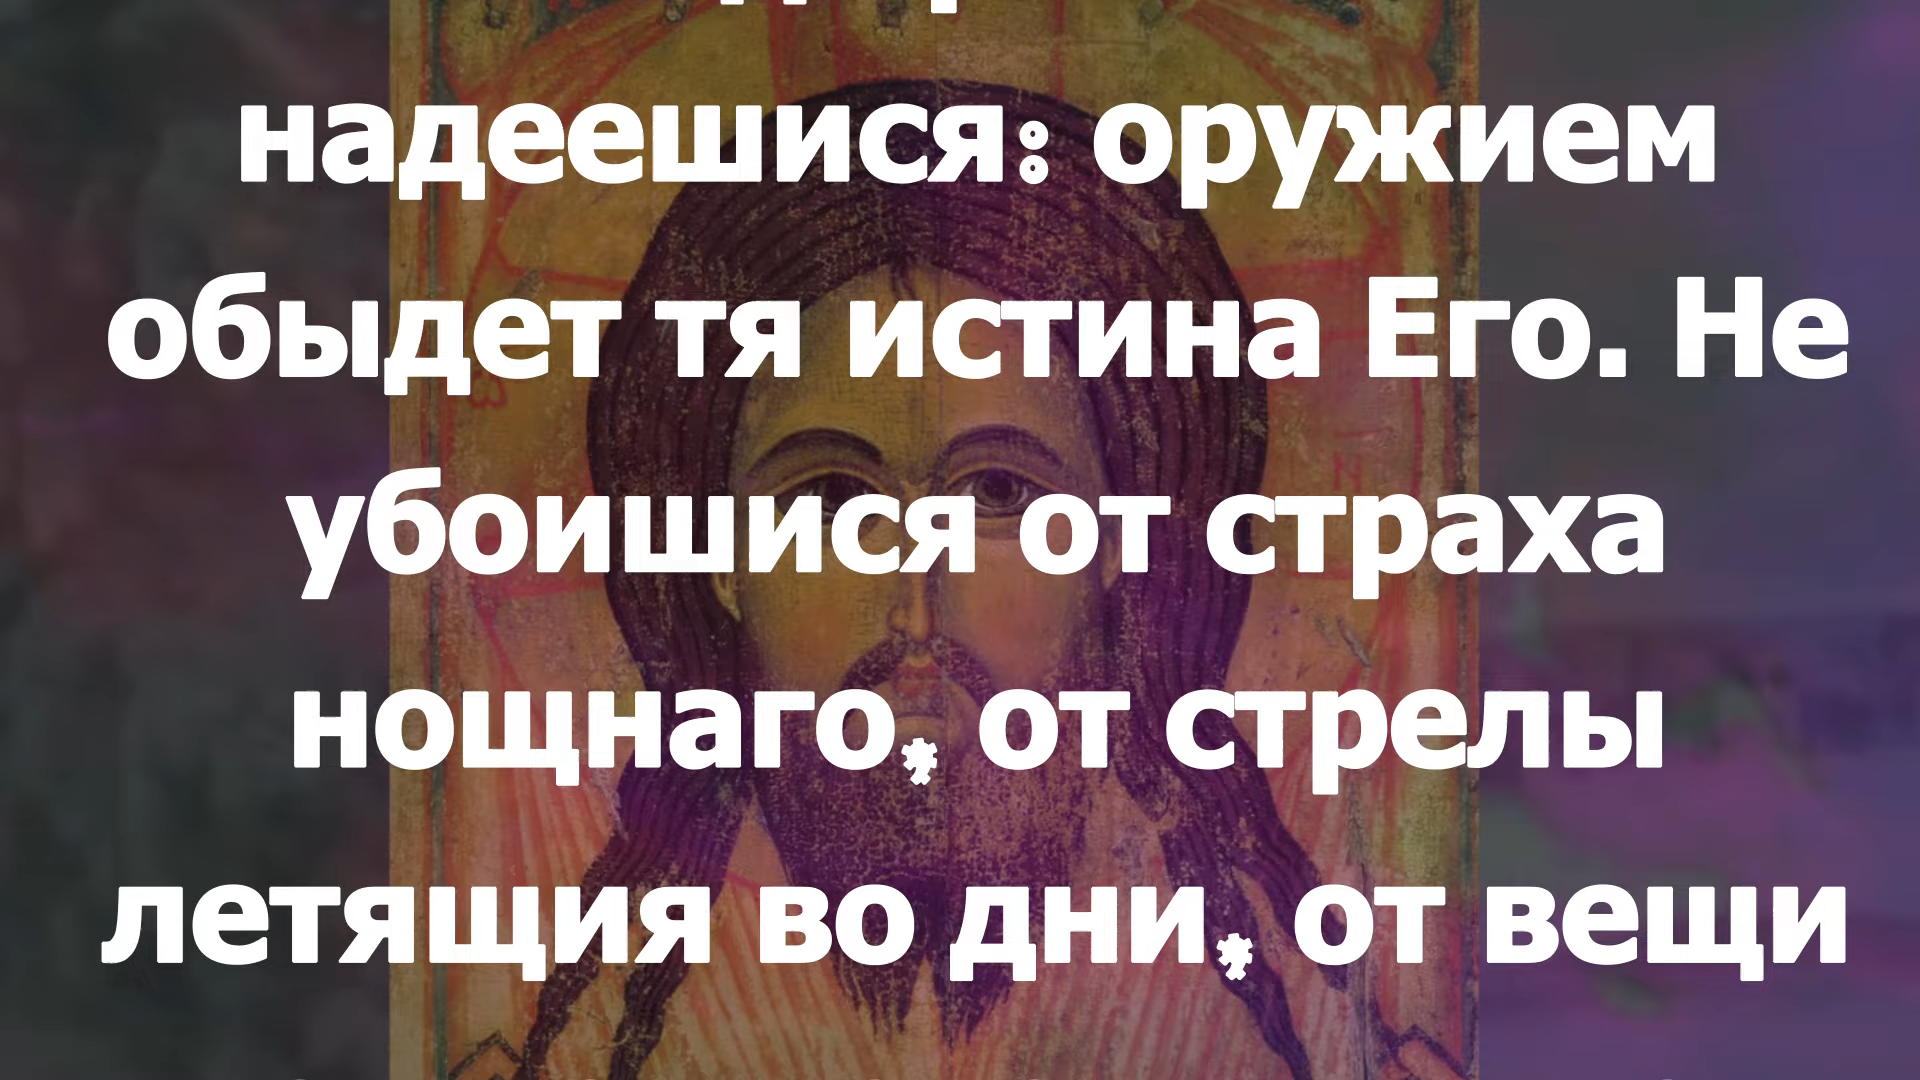 надеешися: оружием
обыдет тя истина Его. Не
убоишися от страха
нощнаго, от стрелы
летящия во дни, от вещи